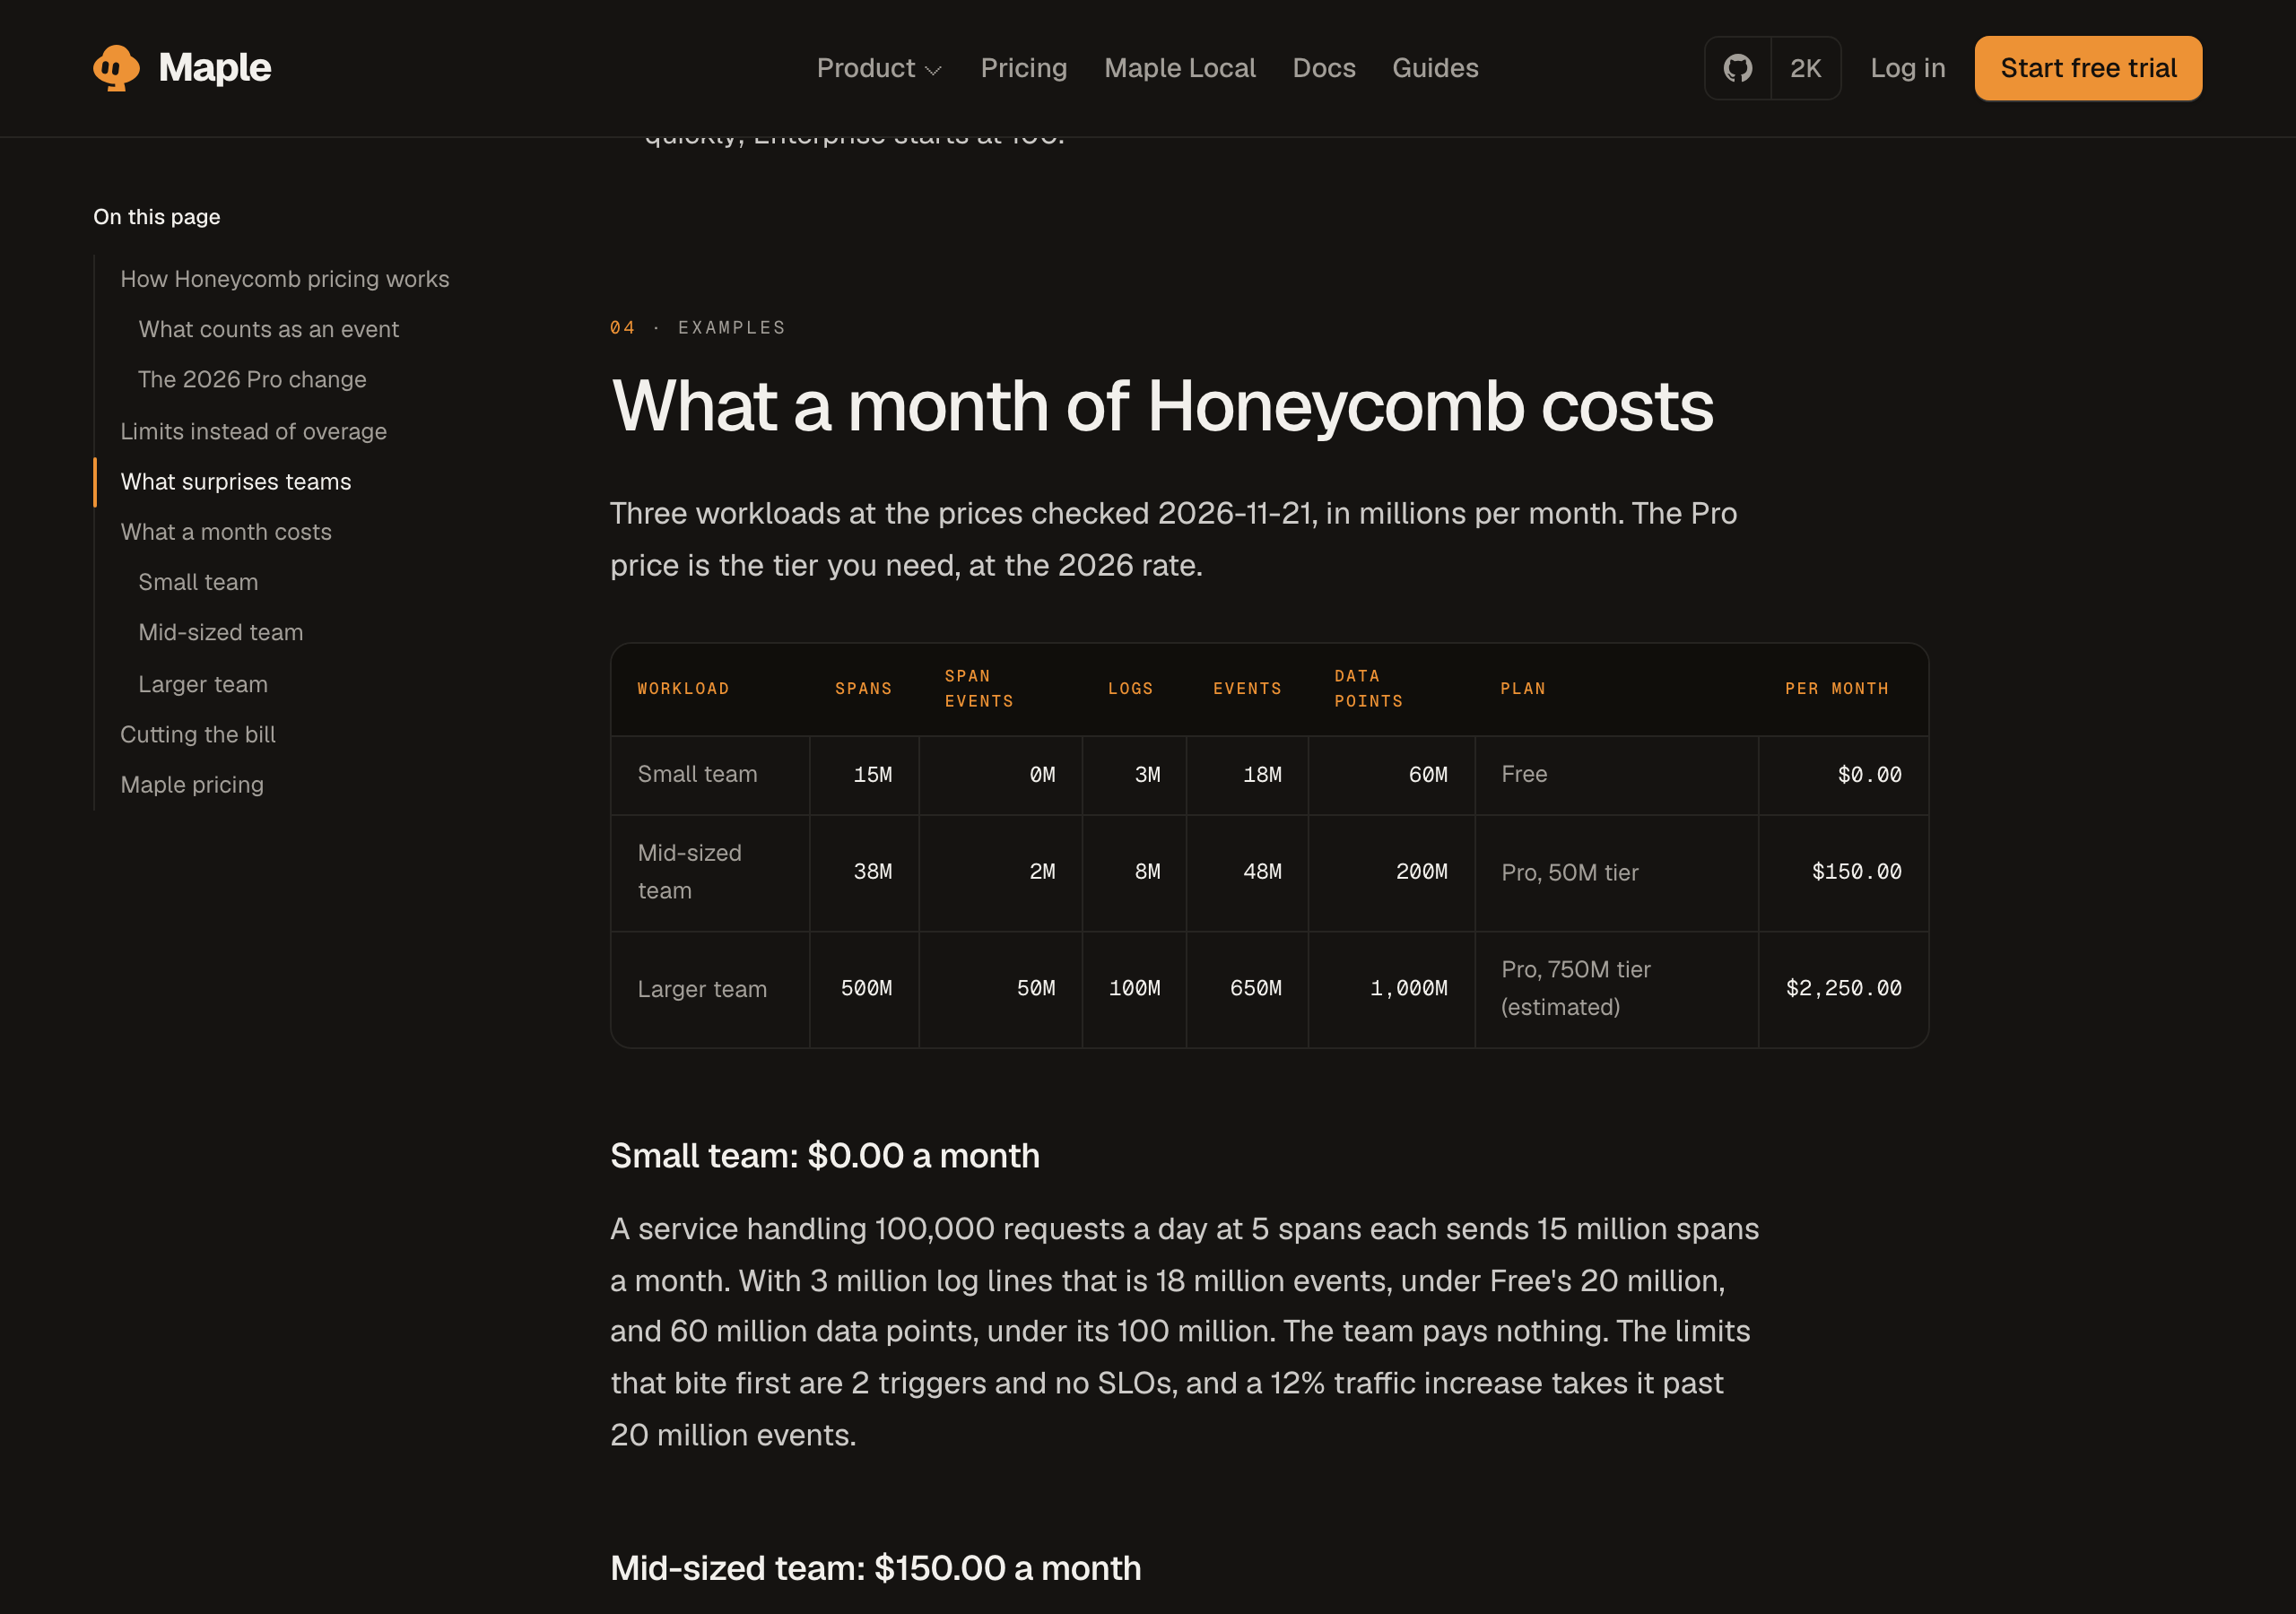 Maple
Product
Pricing
Maple Local
Docs
Guides
2K
Log in
Start free trial
quickly, Enterprise starts at 100.
On this page
How Honeycomb pricing works
What counts as an event
The 2026 Pro change
Limits instead of overage
What surprises teams
What a month costs
Small team
Mid-sized team
Larger team
Cutting the bill
Maple pricing
04 · EXAMPLES
What a month of Honeycomb costs
Three workloads at the prices checked 2026-11-21, in millions per month. The Pro
price is the tier you need, at the 2026 rate.
WORKLOAD SPANS SPAN EVENTS LOGS EVENTS DATA POINTS PLAN PER MONTH
Small team 15M 0M 3M 18M 60M Free $0.00
Mid-sized team 38M 2M 8M 48M 200M Pro, 50M tier $150.00
Larger team 500M 50M 100M 650M 1,000M Pro, 750M tier (estimated) $2,250.00
Small team: $0.00 a month
A service handling 100,000 requests a day at 5 spans each sends 15 million spans
a month. With 3 million log lines that is 18 million events, under Free's 20 million,
and 60 million data points, under its 100 million. The team pays nothing. The limits
that bite first are 2 triggers and no SLOs, and a 12% traffic increase takes it past
20 million events.
Mid-sized team: $150.00 a month